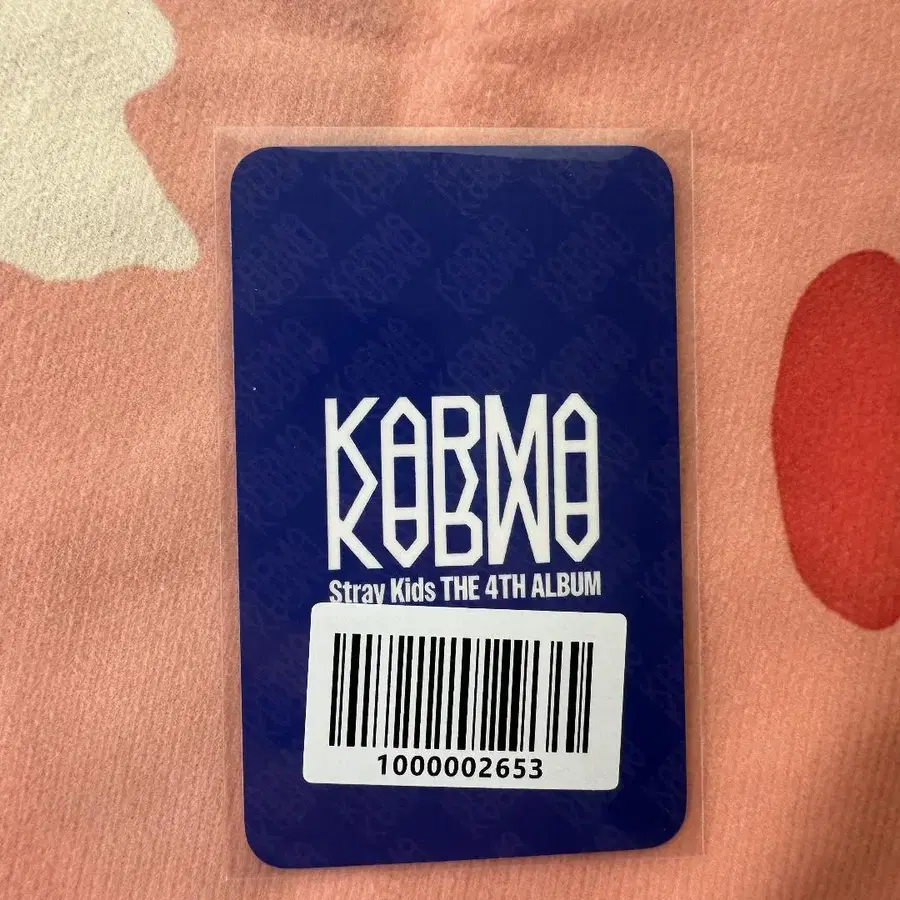 KARMA
Stray Kids THE 4TH ALBUM
1000002653